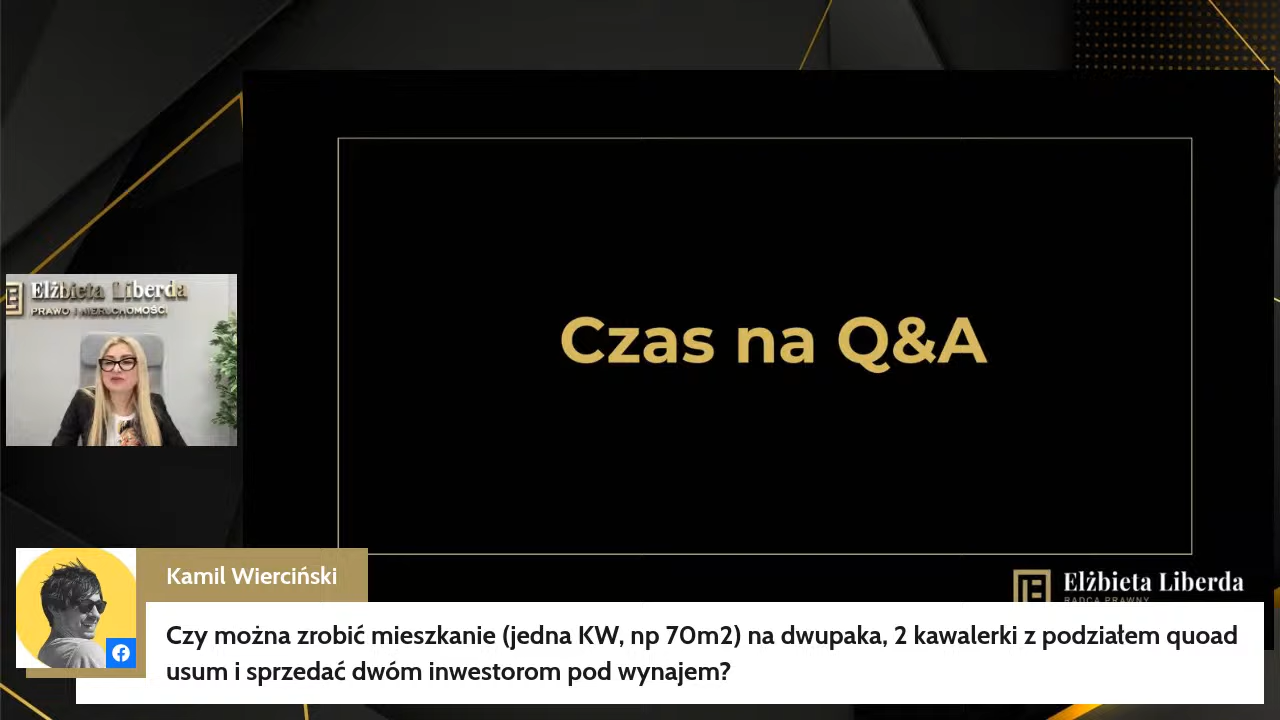 Czas na Q&A
Elżbieta Liberda
PRAWO I NIERUCHOMOŚCI
Elżbieta Liberda
RADCA PRAWNY
Kamil Wierciński
Czy można zrobić mieszkanie (jedna KW, np 70m2) na dwupaka, 2 kawalerki z podziałem quoad
usum i sprzedać dwóm inwestorom pod wynajem?